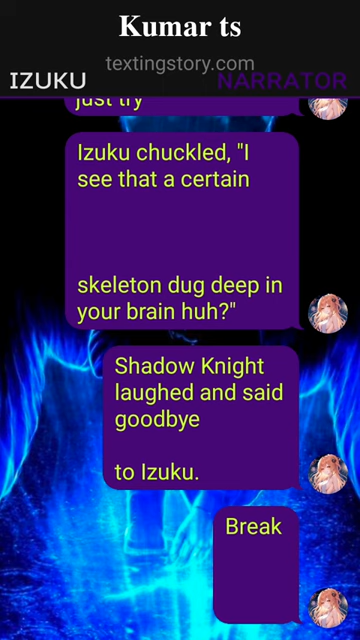 Kumar ts
textingstory.com
IZUKU NARRATOR
just try
Izuku chuckled, "I
see that a certain
skeleton dug deep in
your brain huh?"
Shadow Knight
laughed and said
goodbye
to Izuku.
Break